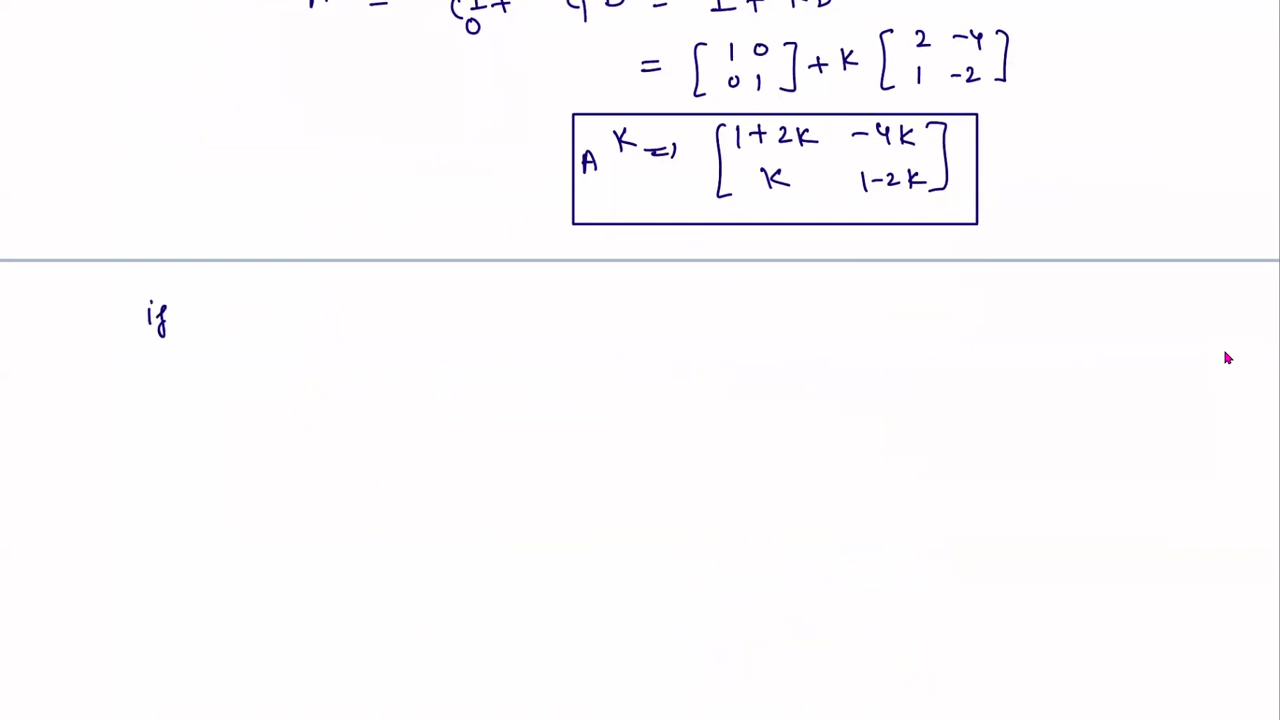 = [1 0 0 1] + K [2 -4 1 -2]
A^K => [1+2K -4K K 1-2K]
if